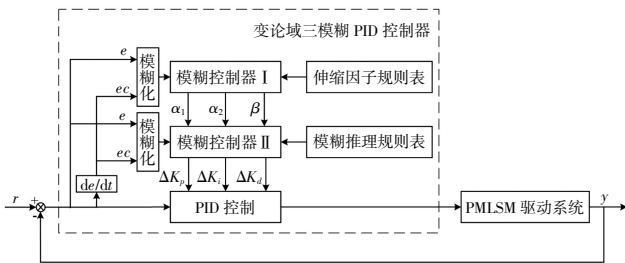 变论域三模糊 PID 控制器
e
模糊化
模糊控制器 I
伸缩因子规则表
ec
α₁
α₂
β
e
模糊化
模糊控制器 II
模糊推理规则表
ec
ΔKₚ
ΔKᵢ
ΔK_d
de/dt
r
+
-
PID 控制
PMLSM 驱动系统
y